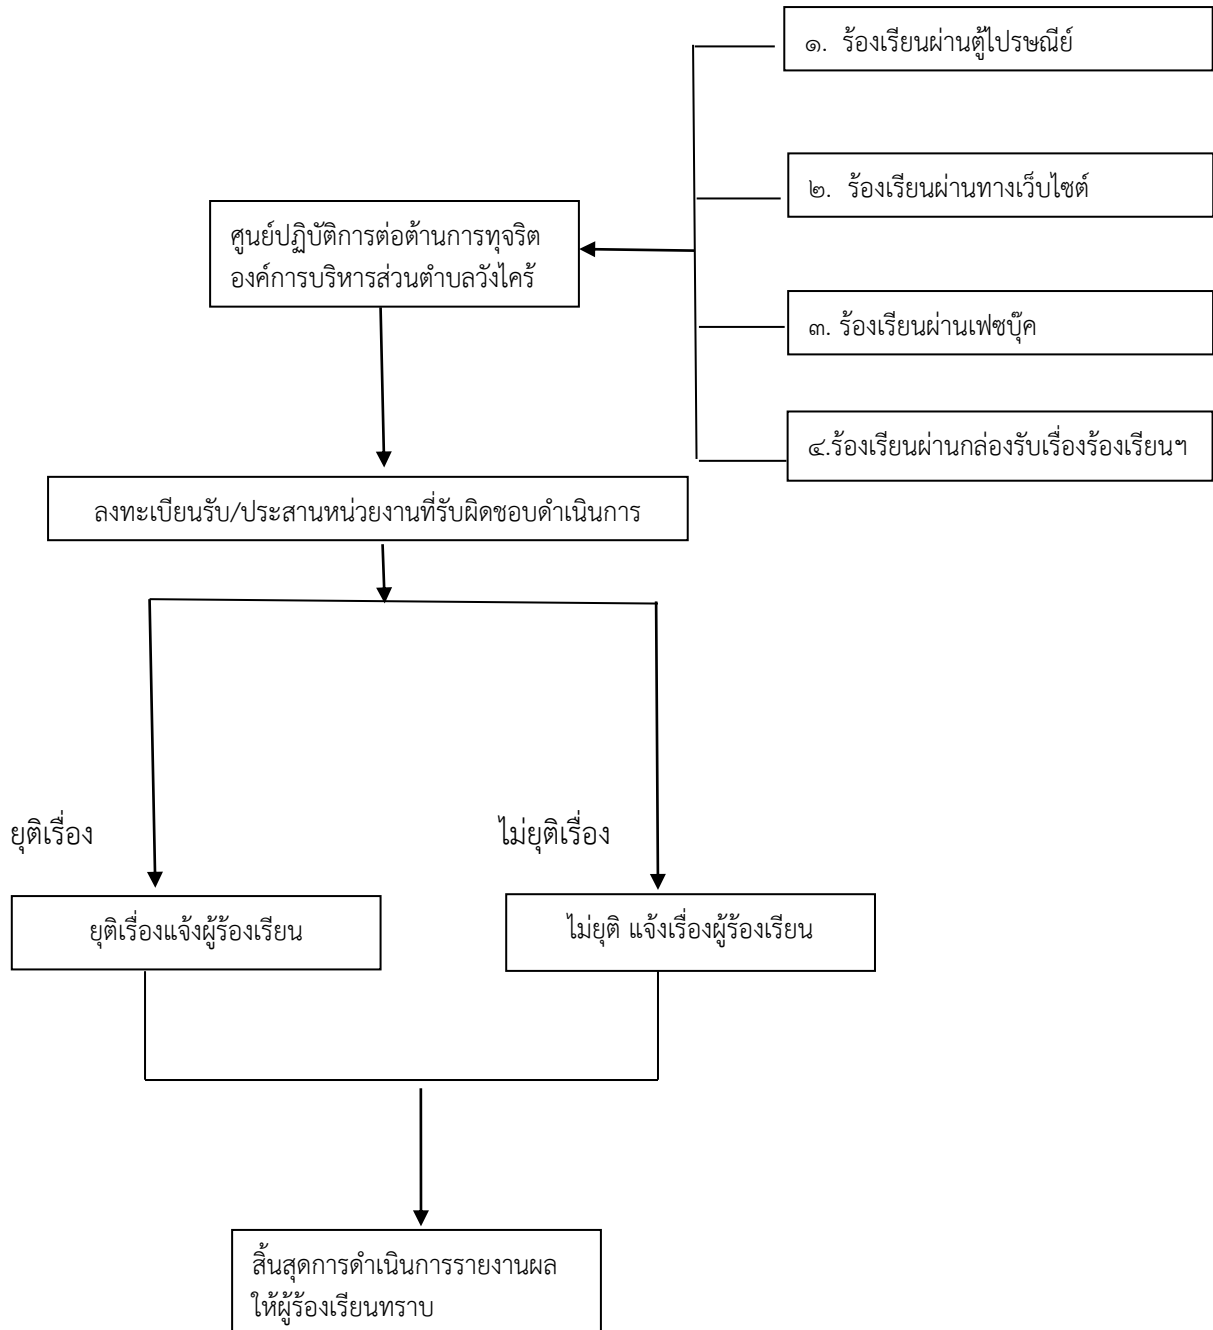 ๑. ร้องเรียนผ่านตู้ไปรษณีย์
๒. ร้องเรียนผ่านทางเว็บไซต์
ศูนย์ปฏิบัติการต่อต้านการทุจริต
องค์การบริหารส่วนตำบลวังไคร้
๓. ร้องเรียนผ่านเฟซบุ๊ค
๔.ร้องเรียนผ่านกล่องรับเรื่องร้องเรียนฯ
ลงทะเบียนรับ/ประสานหน่วยงานที่รับผิดชอบดำเนินการ
ยุติเรื่อง
ไม่ยุติเรื่อง
ยุติเรื่องแจ้งผู้ร้องเรียน
ไม่ยุติ แจ้งเรื่องผู้ร้องเรียน
สิ้นสุดการดำเนินการรายงานผล
ให้ผู้ร้องเรียนทราบ